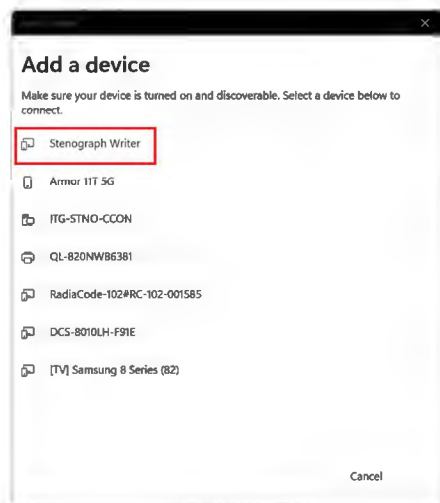 Add a device
Make sure your device is turned on and discoverable. Select a device below to
connect.
Stenograph Writer
Armor 11T 5G
ITG-STNO-CCON
QL-820NWB6381
RadiaCode-102#RC-102-001585
DCS-8010LH-F91E
[TV] Samsung 8 Series (82)
Cancel